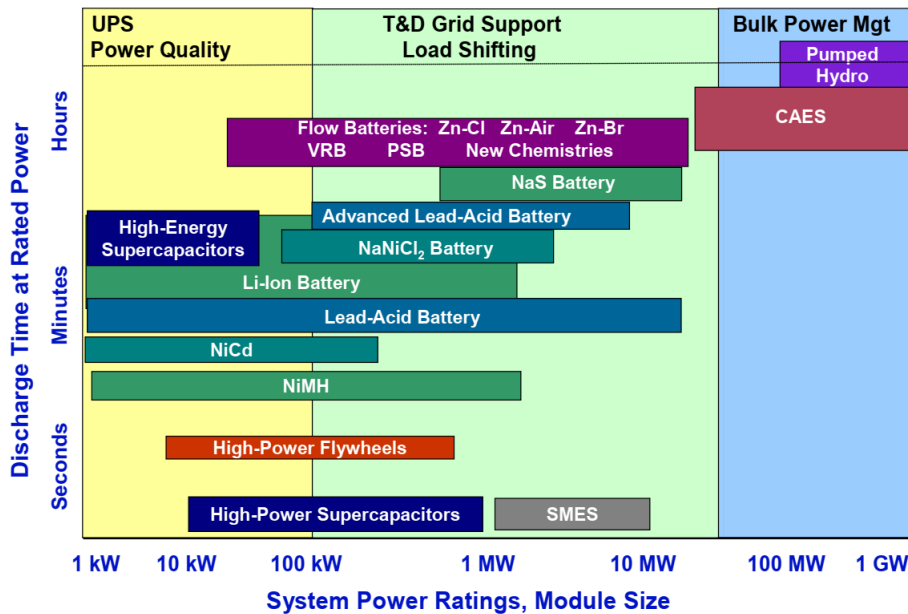 UPS
Power Quality
T&D Grid Support
Load Shifting
Bulk Power Mgt
Pumped
Hydro
CAES
Flow Batteries: Zn-Cl Zn-Air Zn-Br
VRB PSB New Chemistries
NaS Battery
Advanced Lead-Acid Battery
High-Energy
Supercapacitors
NaNiCl₂ Battery
Li-Ion Battery
Lead-Acid Battery
NiCd
NiMH
High-Power Flywheels
High-Power Supercapacitors
SMES
Discharge Time at Rated Power
Hours
Minutes
Seconds
1 kW 10 kW 100 kW 1 MW 10 MW 100 MW 1 GW
System Power Ratings, Module Size